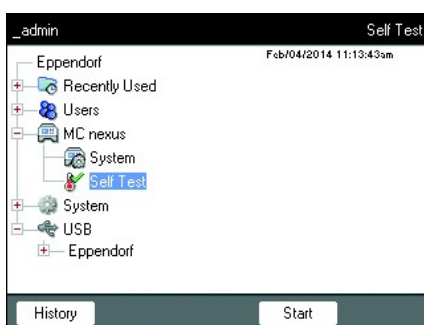 _admin Self Test
Feb/04/2014 11:13:43am
Eppendorf
Recently Used
Users
MC nexus
System
Self Test
System
USB
Eppendorf
History Start